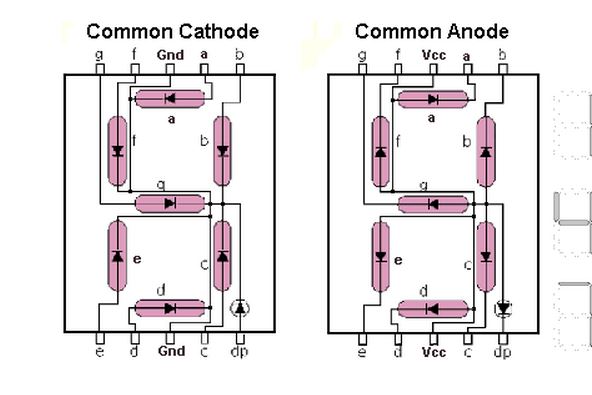 Common Cathode
g f Gnd a b
a
f b
g
e c
d
e d Gnd c dp
Common Anode
g f Vcc a b
a
f b
g
e c
d
e d Vcc c dp